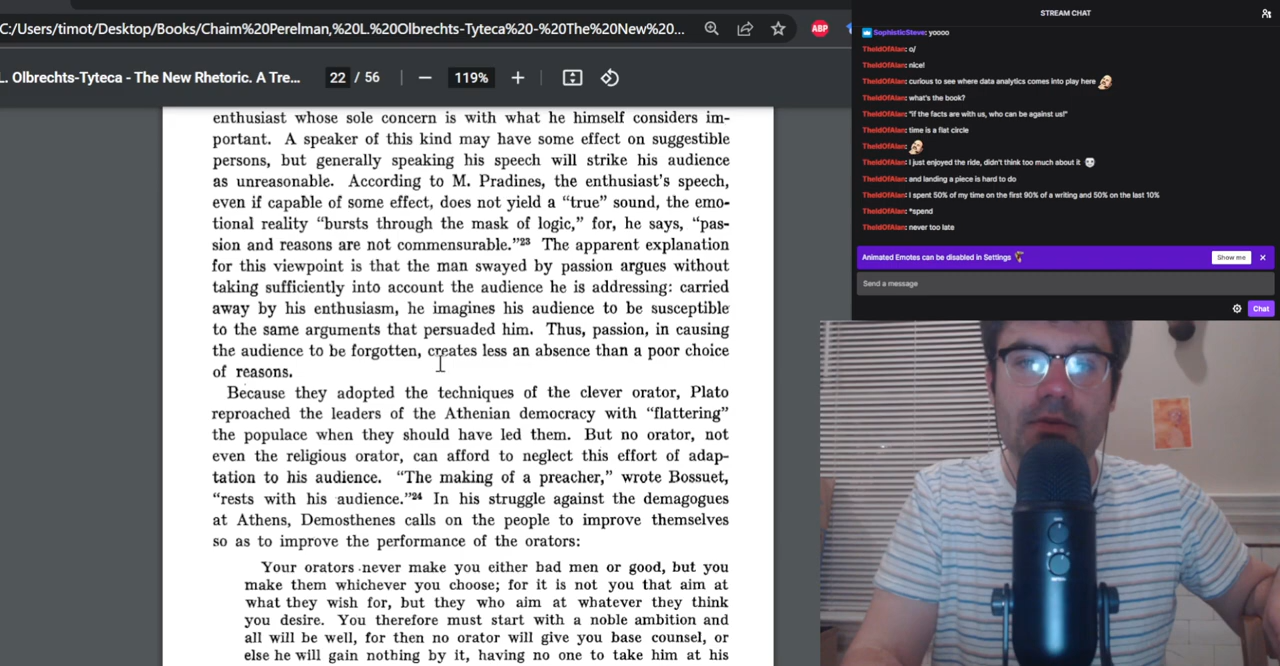 C:/Users/timot/Desktop/Books/Chaim%20Perelman,%20L.%20Olbrechts-Tyteca%20-%20The%20New...
ABP
L. Olbrechts-Tyteca - The New Rhetoric. A Tre...
22 / 56
— 119% +
enthusiast whose sole concern is with what he himself considers im-
portant. A speaker of this kind may have some effect on suggestible
persons, but generally speaking his speech will strike his audience
as unreasonable. According to M. Pradines, the enthusiast's speech,
even if capable of some effect, does not yield a "true" sound, the emo-
tional reality "bursts through the mask of logic," for, he says, "pas-
sion and reasons are not commensurable."23 The apparent explanation
for this viewpoint is that the man swayed by passion argues without
taking sufficiently into account the audience he is addressing: carried
away by his enthusiasm, he imagines his audience to be susceptible
to the same arguments that persuaded him. Thus, passion, in causing
the audience to be forgotten, creates less an absence than a poor choice
of reasons.
Because they adopted the techniques of the clever orator, Plato
reproached the leaders of the Athenian democracy with "flattering"
the populace when they should have led them. But no orator, not
even the religious orator, can afford to neglect this effort of adap-
tation to his audience. "The making of a preacher," wrote Bossuet,
"rests with his audience."24 In his struggle against the demagogues
at Athens, Demosthenes calls on the people to improve themselves
so as to improve the performance of the orators:
Your orators never make you either bad men or good, but you
make them whichever you choose; for it is not you that aim at
what they wish for, but they who aim at whatever they think
you desire. You therefore must start with a noble ambition and
all will be well, for then no orator will give you base counsel, or
else he will gain nothing by it, having no one to take him at his
STREAM CHAT
SophisticSteve: yoooo
TheIdOfAlan: o/
TheIdOfAlan: nice!
TheIdOfAlan: curious to see where data analytics comes into play here
TheIdOfAlan: what's the book?
TheIdOfAlan: "if the facts are with us, who can be against us!"
TheIdOfAlan: time is a flat circle
TheIdOfAlan:
TheIdOfAlan: I just enjoyed the ride, didn't think too much about it
TheIdOfAlan: and landing a piece is hard to do
TheIdOfAlan: I spent 50% of my time on the first 90% of a writing and 50% on the last 10%
TheIdOfAlan: *spend
TheIdOfAlan: never too late
Animated Emotes can be disabled in Settings
Show me
Send a message
Chat